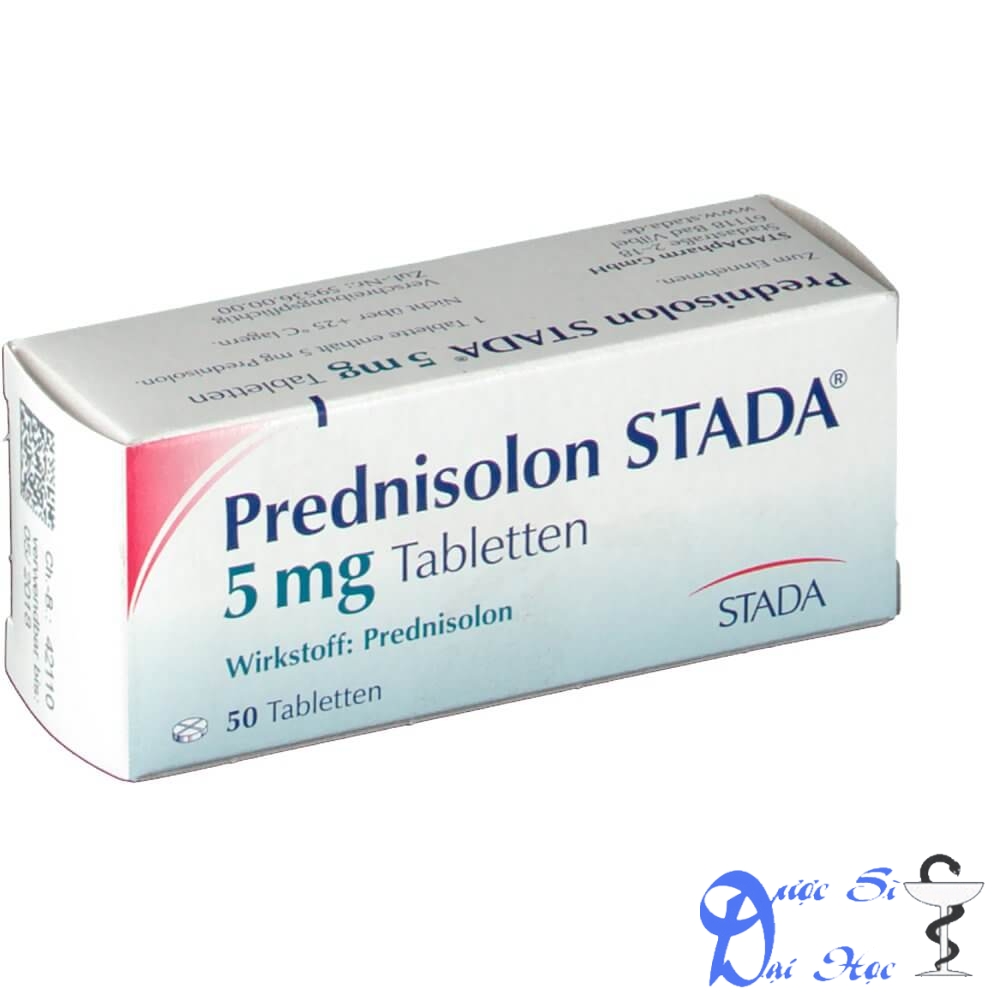 Prednisolon STADA®
5 mg Tabletten
Wirkstoff: Prednisolon
50 Tabletten
STADA
Prednisolon STADA® 5 mg Tabletten
Zum Einnehmen.
1 Tablette enthält 5 mg Prednisolon.
Nicht über +25 °C lagern.
Verschreibungspflichtig
Zul.-Nr.: 59536.00.00
STADApharm GmbH
Stadastraße 2-18
61118 Bad Vilbel
www.stada.de
Ch.-B.: 42110
verwendbar bis:
05/2018
Dược Sĩ
Đại Học